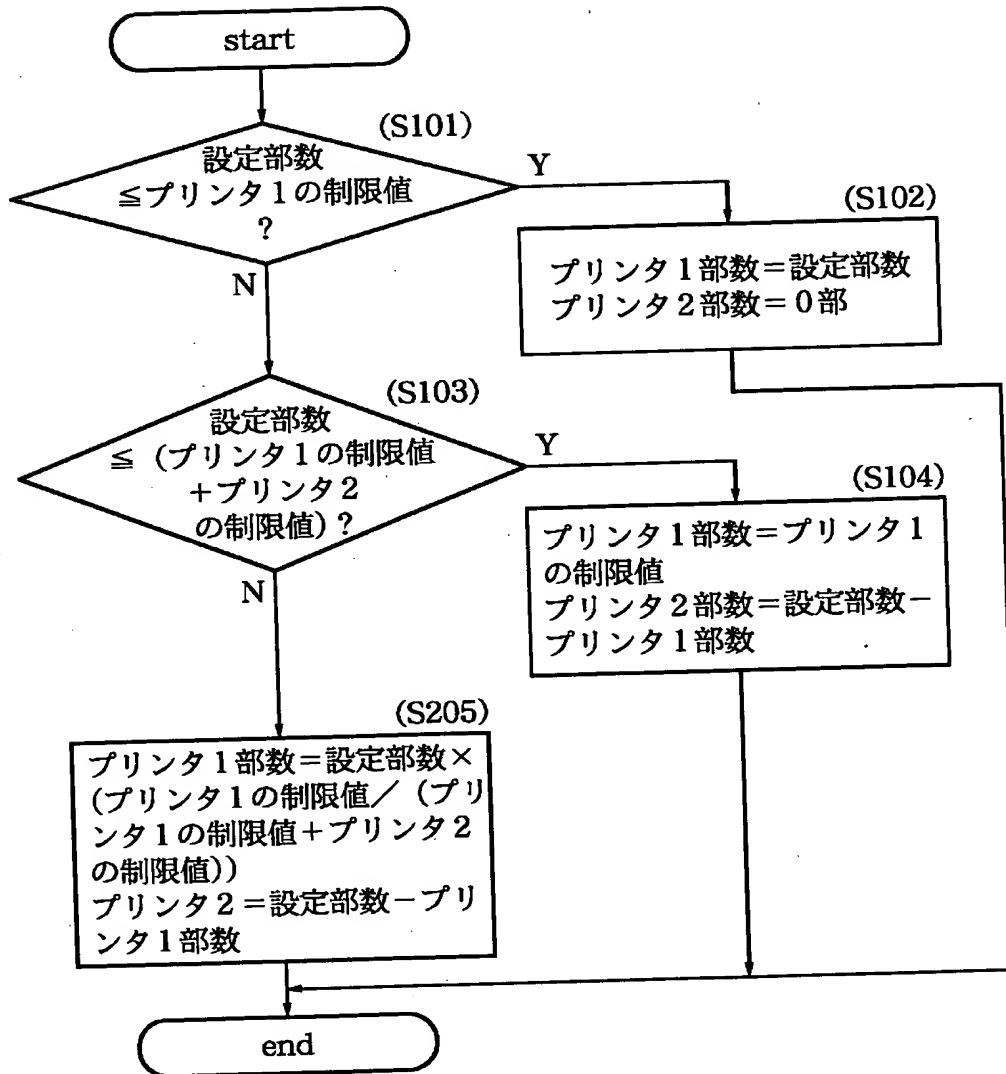 start
(S101)
設定部数
≦プリンタ1の制限値
?
Y
N
(S102)
プリンタ1部数=設定部数
プリンタ2部数=0部
(S103)
設定部数
≦(プリンタ1の制限値
+プリンタ2
の制限値)?
Y
N
(S104)
プリンタ1部数=プリンタ1
の制限値
プリンタ2部数=設定部数-
プリンタ1部数
(S205)
プリンタ1部数=設定部数×
(プリンタ1の制限値/(プリ
ンタ1の制限値+プリンタ2
の制限値))
プリンタ2=設定部数-プリ
ンタ1部数
end